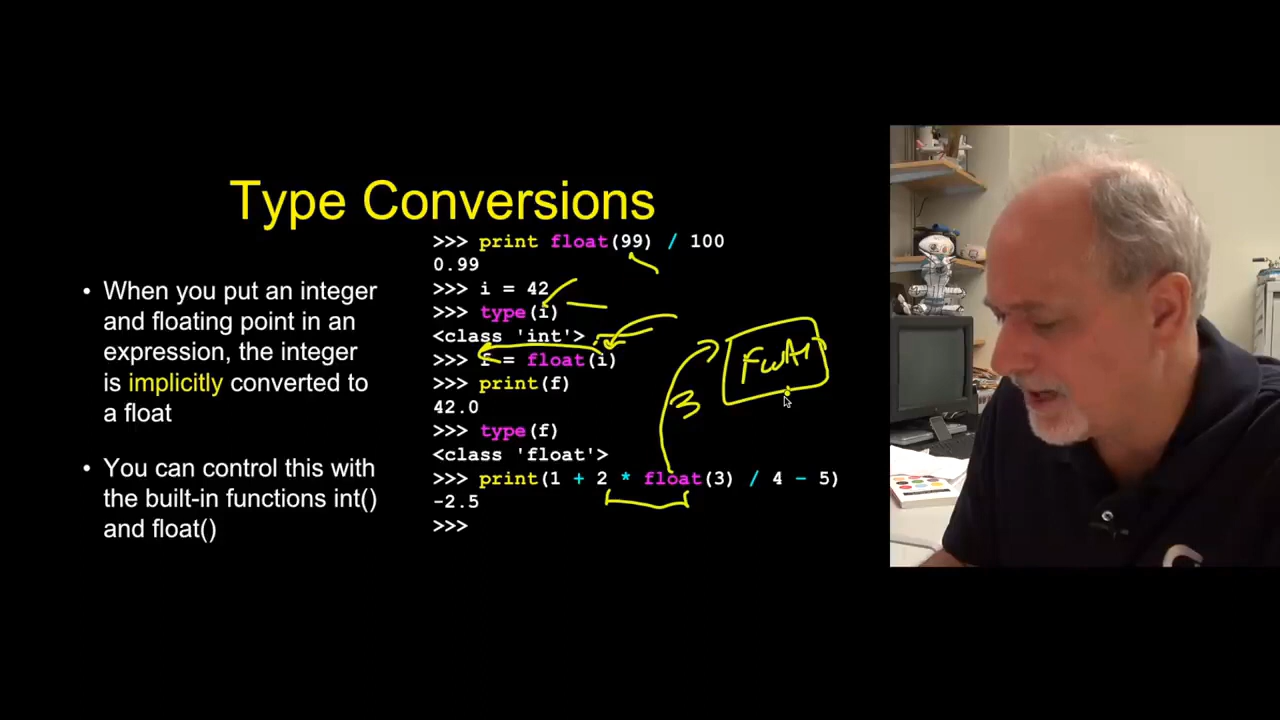 Type Conversions
• When you put an integer
and floating point in an
expression, the integer
is implicitly converted to
a float
• You can control this with
the built-in functions int()
and float()
>>> print float(99) / 100
0.99
>>> i = 42
>>> type(i)
<class 'int'>
>>> f = float(i)
>>> print(f)
42.0
>>> type(f)
<class 'float'>
>>> print(1 + 2 * float(3) / 4 - 5)
-2.5
>>>
3